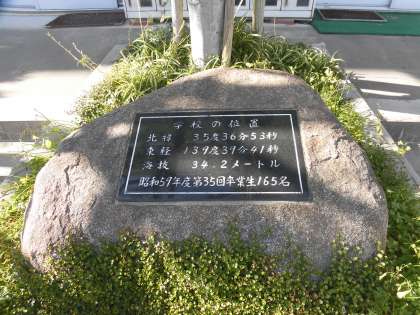 学校の位置
北緯 35度36分53秒
東経 139度39分41秒
海抜 34.2メートル
昭和59年度第35回卒業生165名